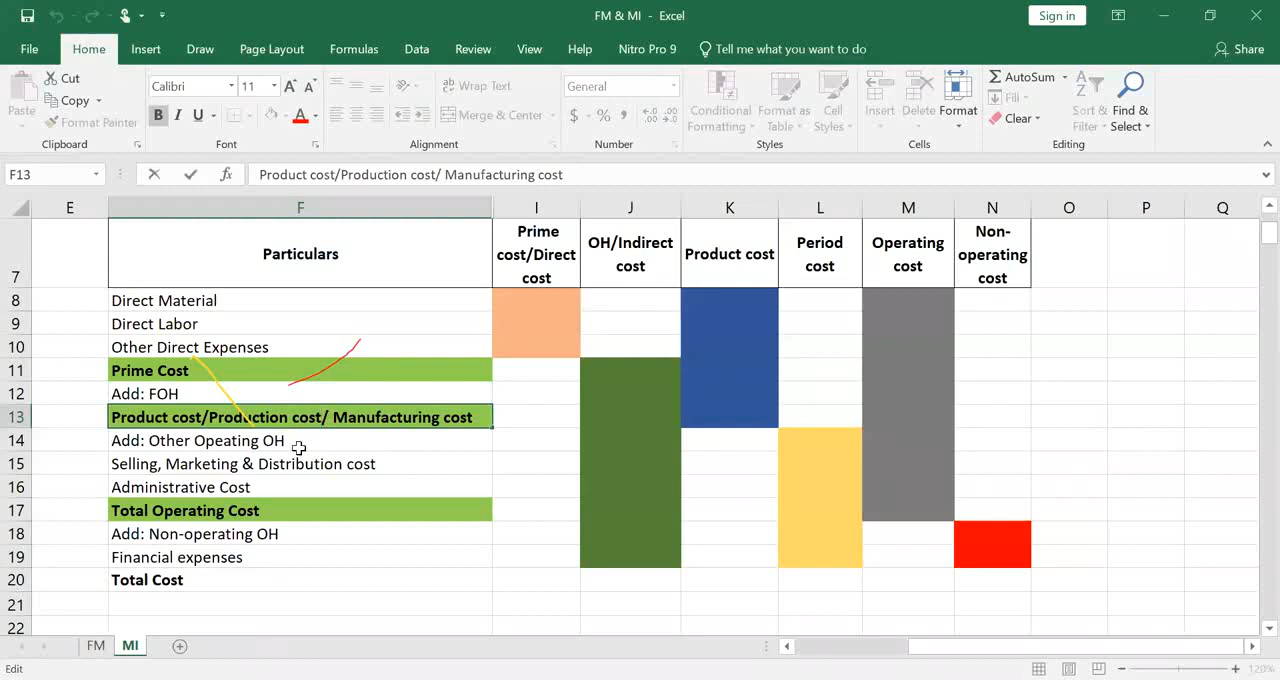 FM & MI - Excel
Sign in
File Home Insert Draw Page Layout Formulas Data Review View Help Nitro Pro 9 Tell me what you want to do Share
Paste
Cut
Copy
Format Painter
Clipboard
Calibri 11
B I U
Font
Wrap Text
Merge & Center
Alignment
General
$ % ,
Number
Conditional Formatting
Format as Table
Cell Styles
Styles
Insert Delete Format
Cells
AutoSum
Fill
Clear
Sort & Filter
Find & Select
Editing
F13 fx Product cost/Production cost/ Manufacturing cost
E F I J K L M N O P Q
7 Particulars Prime cost/Direct cost OH/Indirect cost Product cost Period cost Operating cost Non-operating cost
8 Direct Material
9 Direct Labor
10 Other Direct Expenses
11 Prime Cost
12 Add: FOH
13 Product cost/Production cost/ Manufacturing cost
14 Add: Other Opeating OH
15 Selling, Marketing & Distribution cost
16 Administrative Cost
17 Total Operating Cost
18 Add: Non-operating OH
19 Financial expenses
20 Total Cost
21
22
FM MI
Edit 120%